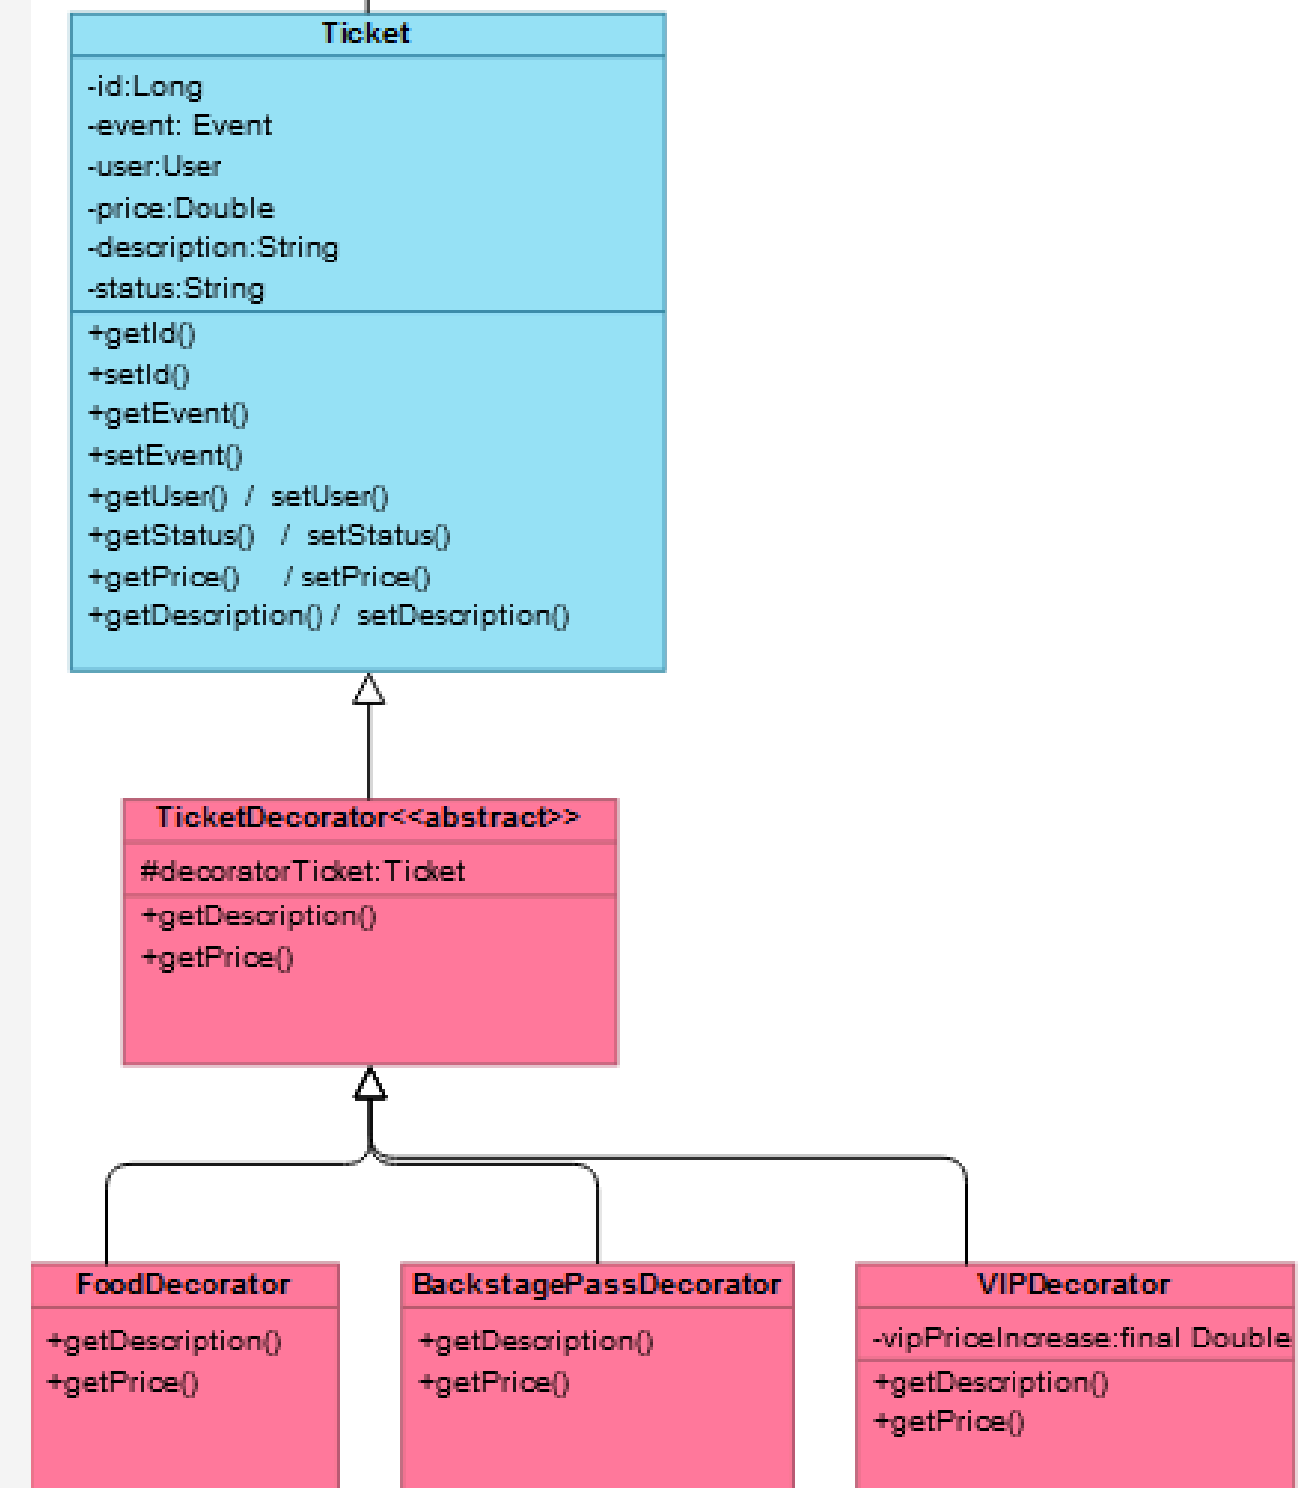 Ticket
-id:Long
-event: Event
-user:User
-price:Double
-description:String
-status:String
+getId()
+setId()
+getEvent()
+setEvent()
+getUser() / setUser()
+getStatus() / setStatus()
+getPrice() / setPrice()
+getDescription() / setDescription()
TicketDecorator<<abstract>>
#decoratorTicket:Ticket
+getDescription()
+getPrice()
FoodDecorator
+getDescription()
+getPrice()
BackstagePassDecorator
+getDescription()
+getPrice()
VIPDecorator
-vipPriceIncrease:final Double
+getDescription()
+getPrice()